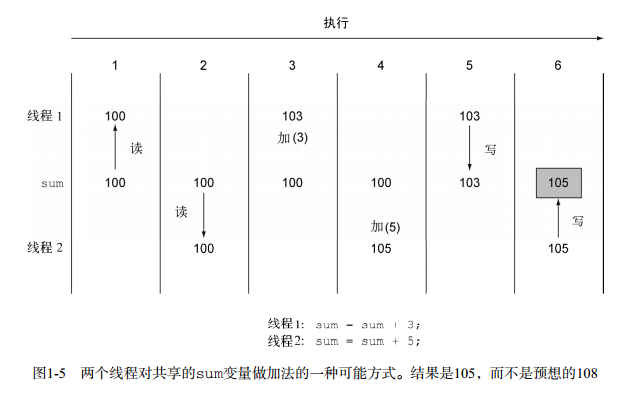 执行
1 2 3 4 5 6
线程 1 100 103 103
加(3)
读 写
sum 100 100 100 100 103 105
读 加(5) 写
线程 2 100 105 105
线程1: sum = sum + 3;
线程2: sum = sum + 5;
图1-5 两个线程对共享的sum变量做加法的一种可能方式。结果是105，而不是预想的108